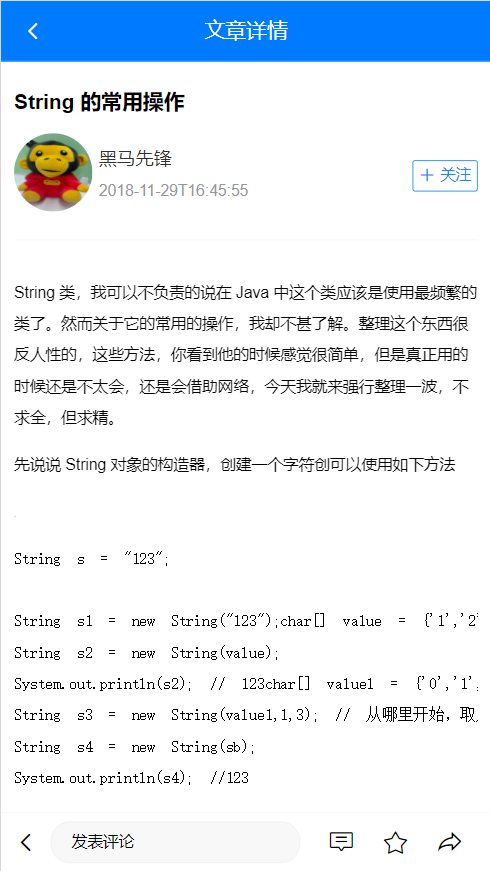 文章详情
String 的常用操作
黑马先锋
2018-11-29T16:45:55
+ 关注
String 类，我可以不负责的说在 Java 中这个类应该是使用最频繁的
类了。然而关于它的常用的操作，我却不甚了解。整理这个东西很
反人性的，这些方法，你看到他的时候感觉很简单，但是真正用的
时候还是不太会，还是会借助网络，今天我就来强行整理一波，不
求全，但求精。
先说说 String 对象的构造器，创建一个字符创可以使用如下方法
String s = "123";
String s1 = new String("123");char[] value = {'1','2'
String s2 = new String(value);
System.out.println(s2); // 123char[] value1 = {'0','1',
String s3 = new String(value1,1,3); // 从哪里开始，取
String s4 = new String(sb);
System.out.println(s4); //123
发表评论